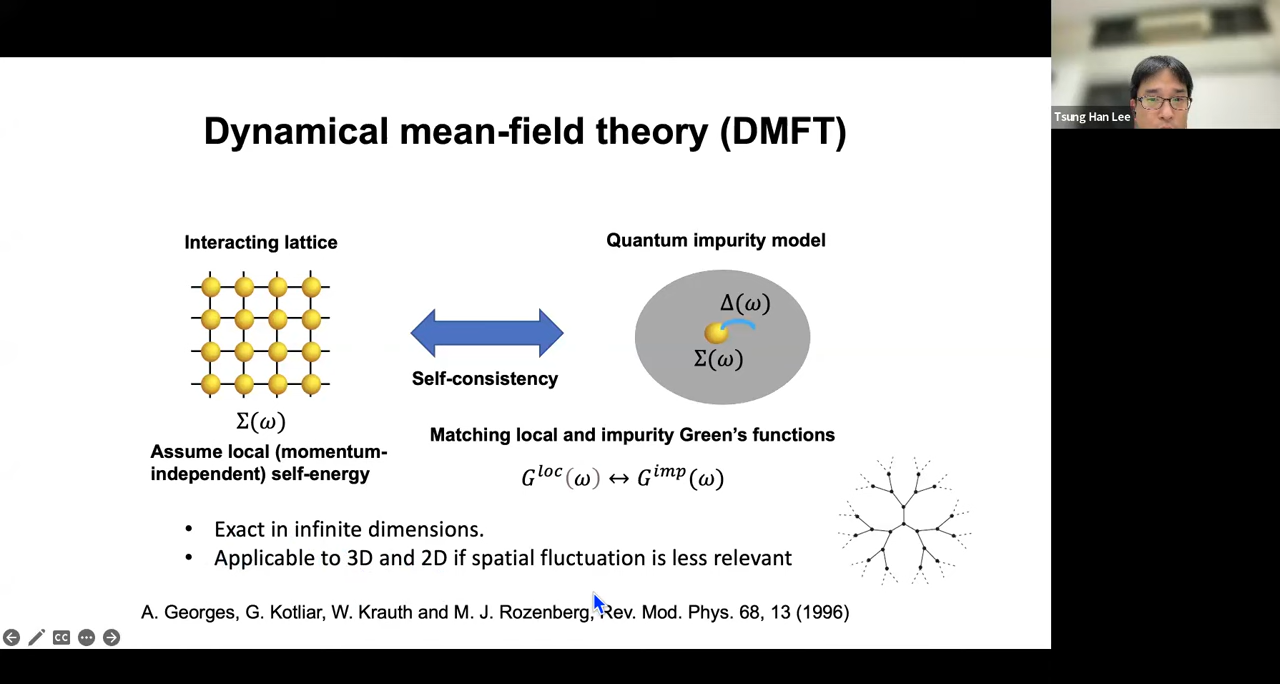 Dynamical mean-field theory (DMFT)
Tsung Han Lee
Interacting lattice
Σ(ω)
Assume local (momentum-
independent) self-energy
Self-consistency
Quantum impurity model
Δ(ω)
Σ(ω)
Matching local and impurity Green’s functions
G^{loc}(ω) ↔ G^{imp}(ω)
• Exact in infinite dimensions.
• Applicable to 3D and 2D if spatial fluctuation is less relevant
A. Georges, G. Kotliar, W. Krauth and M. J. Rozenberg, Rev. Mod. Phys. 68, 13 (1996)
CC